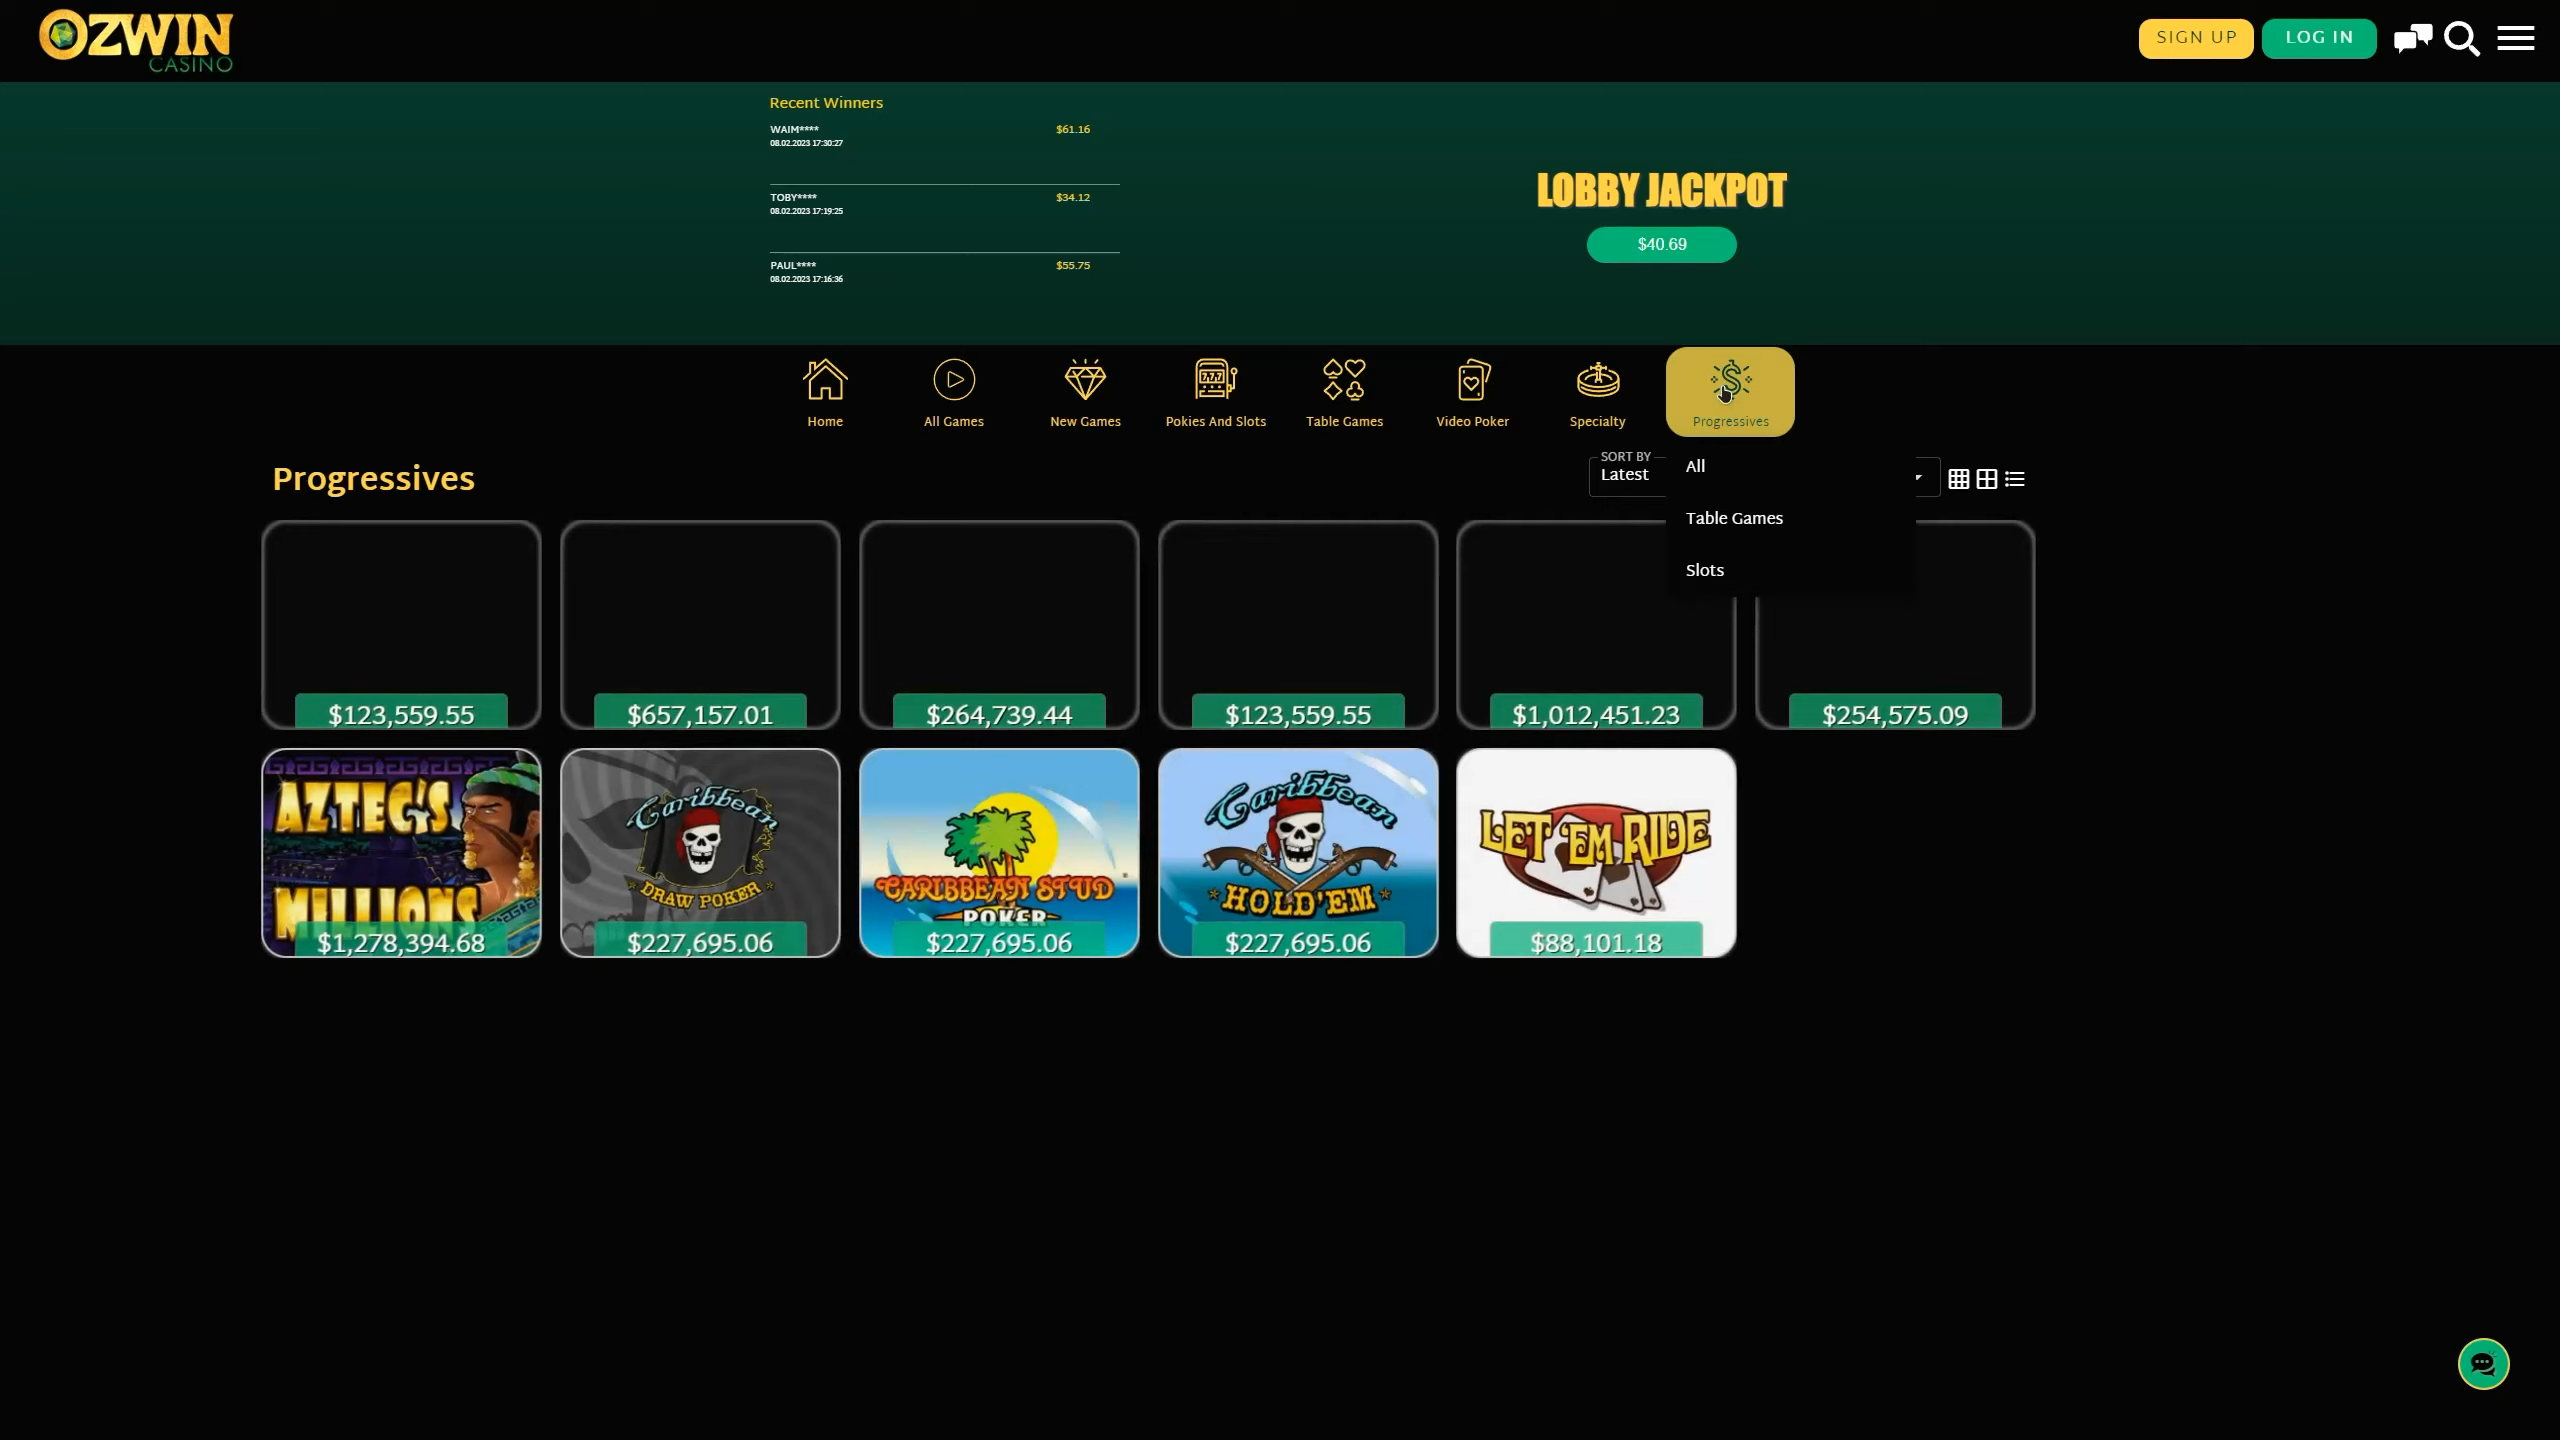 OZWIN
CASINO
SIGN UP
LOG IN
Recent Winners
WAIM****
$61.16
08.02.2023 17:30:27
TOBY****
$34.12
08.02.2023 17:19:25
PAUL****
$55.75
08.02.2023 17:16:36
LOBBY JACKPOT
$40.69
Home
All Games
New Games
Pokies And Slots
Table Games
Video Poker
Specialty
Progressives
Progressives
SORT BY
Latest
All
Table Games
Slots
$123,559.55
$657,157.01
$264,739.44
$123,559.55
$1,012,451.23
$254,575.09
AZTEC'S
MILLIONS
$1,278,394.68
Caribbean
DRAW POKER
$227,695.06
CARIBBEAN STUD
POKER
$227,695.06
Caribbean
HOLD'EM
$227,695.06
LET 'EM RIDE
$88,101.18